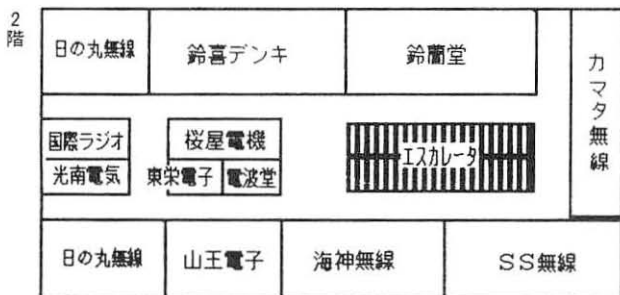 2階
日の丸無線
鈴喜デンキ
鈴蘭堂
カマタ無線
国際ラジオ
桜屋電機
エスカレータ
光南電気
東栄電子
電波堂
日の丸無線
山王電子
海神無線
SS無線